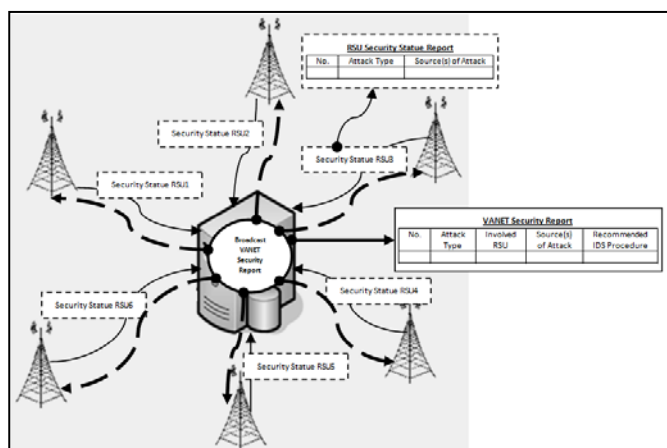 RSU Security Statue Report
No. Attack Type Source(s) of Attack
Security Statue RSU2
Security Statue RSU3
Security Statue RSU1
VANET Security Report
No. Attack Type Involved RSU Source(s) of Attack Recommended IDS Procedure
Broadcast
VANET
Security
Report
Security Statue RSU4
Security Statue RSU6
Security Statue RSU5